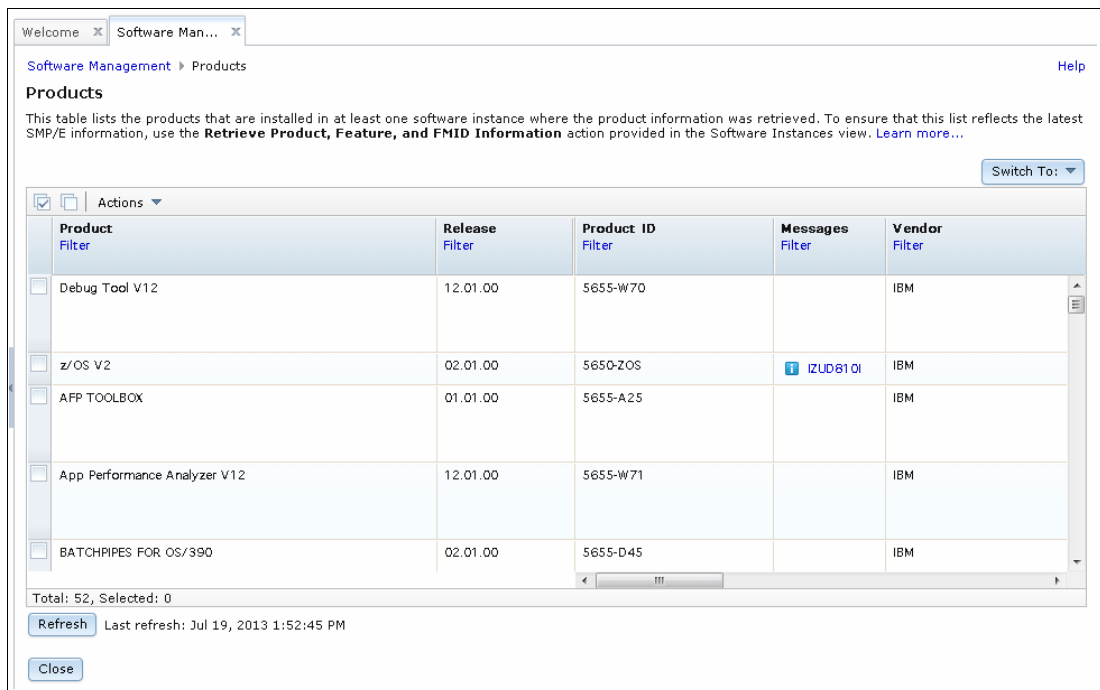 Welcome x Software Man... x
Software Management Products Help
Products
This table lists the products that are installed in at least one software instance where the product information was retrieved. To ensure that this list reflects the latest
SMP/E information, use the Retrieve Product, Feature, and FMID Information action provided in the Software Instances view. Learn more...
Switch To:
Actions
Product Release Product ID Messages Vendor
Filter Filter Filter Filter Filter
Debug Tool V12 12.01.00 5655-W70 IBM
z/OS V2 02.01.00 5650-ZOS i IZUD810I IBM
AFP TOOLBOX 01.01.00 5655-A25 IBM
App Performance Analyzer V12 12.01.00 5655-W71 IBM
BATCHPIPES FOR OS/390 02.01.00 5655-D45 IBM
Total: 52, Selected: 0
Refresh Last refresh: Jul 19, 2013 1:52:45 PM
Close